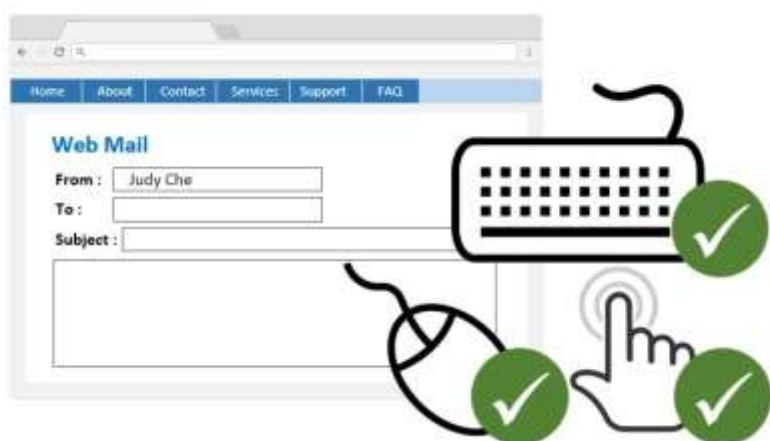 Home About Contact Services Support FAQ
Web Mail
From : Judy Che
To :
Subject :